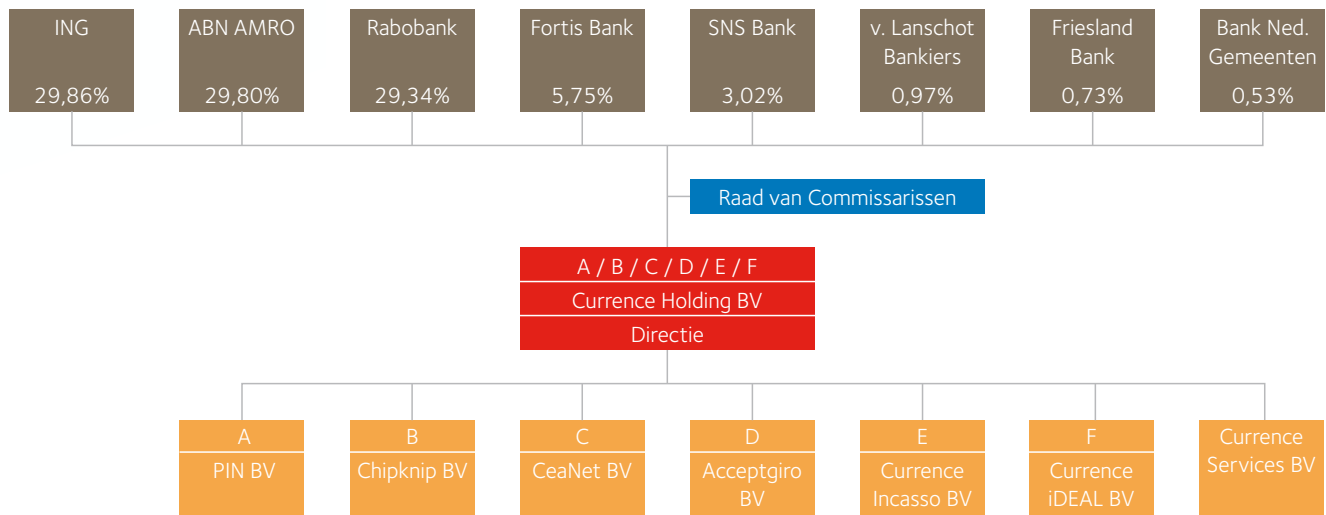 ING
29,86%
ABN AMRO
29,80%
Rabobank
29,34%
Fortis Bank
5,75%
SNS Bank
3,02%
v. Lanschot
Bankiers
0,97%
Friesland
Bank
0,73%
Bank Ned.
Gemeenten
0,53%
Raad van Commissarissen
A / B / C / D / E / F
Currence Holding BV
Directie
A
PIN BV
B
Chipknip BV
C
CeaNet BV
D
Acceptgiro
BV
E
Currence
Incasso BV
F
Currence
iDEAL BV
Currence
Services BV